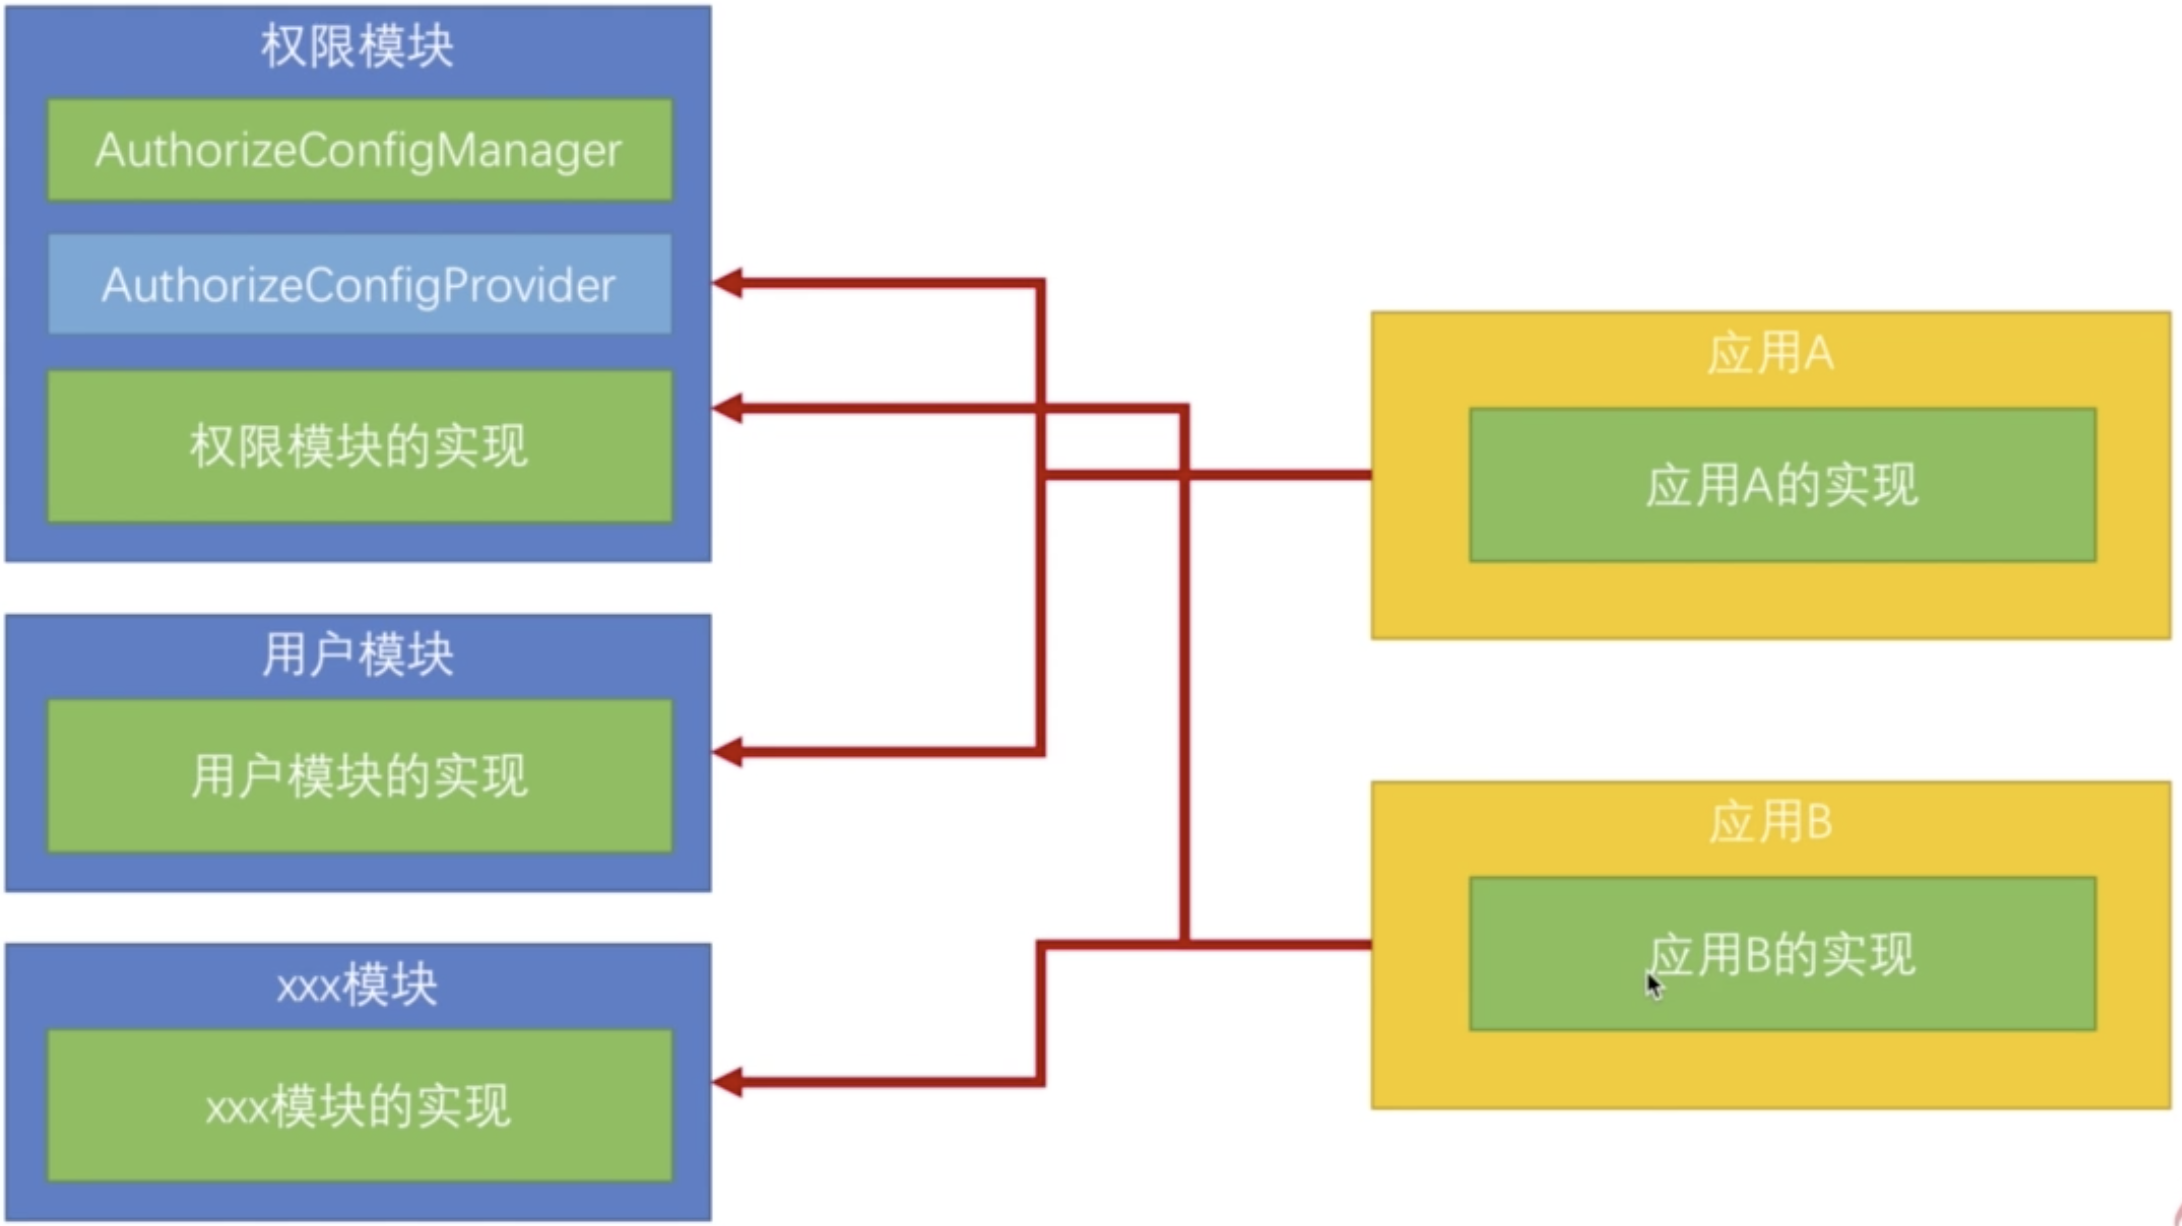 权限模块
AuthorizeConfigManager
AuthorizeConfigProvider
权限模块的实现
用户模块
用户模块的实现
xxx模块
xxx模块的实现
应用A
应用A的实现
应用B
应用B的实现